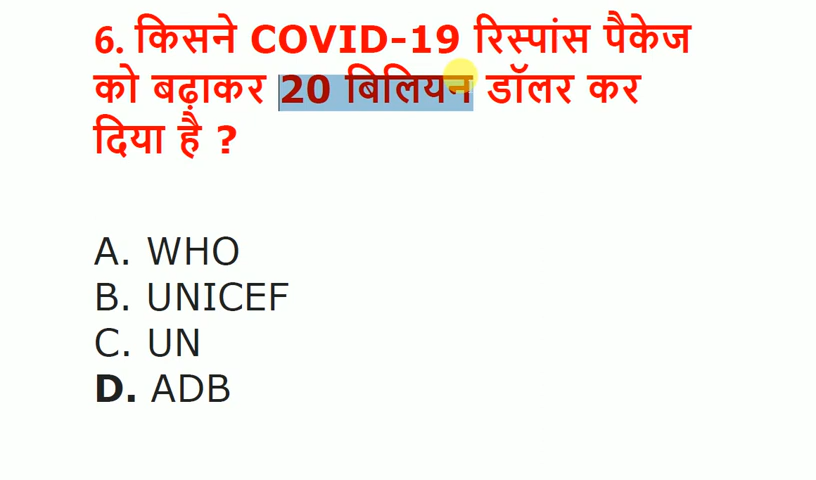 6. किसने COVID-19 रिस्पांस पैकेज
को बढ़ाकर 20 बिलियन डॉलर कर
दिया है ?
A. WHO
B. UNICEF
C. UN
D. ADB